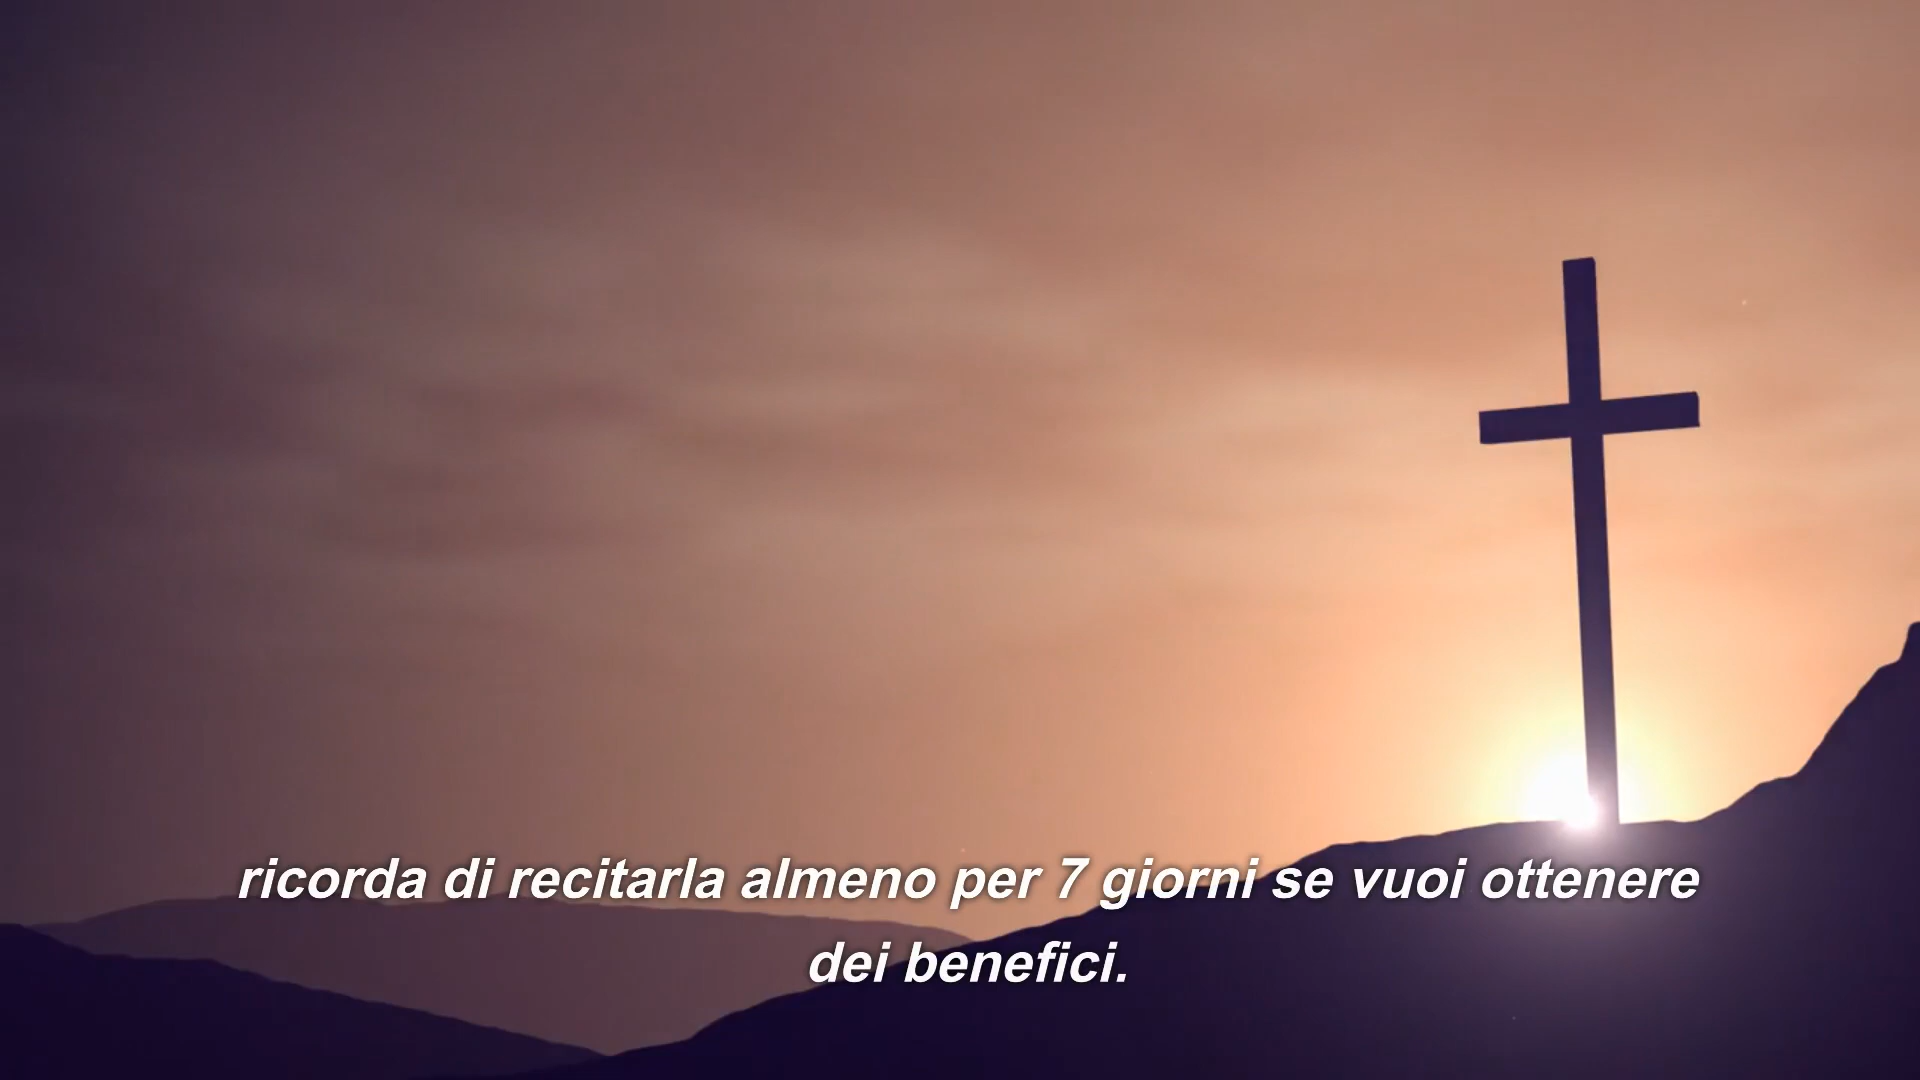 ricorda di recitarla almeno per 7 giorni se vuoi ottenere
dei benefici.